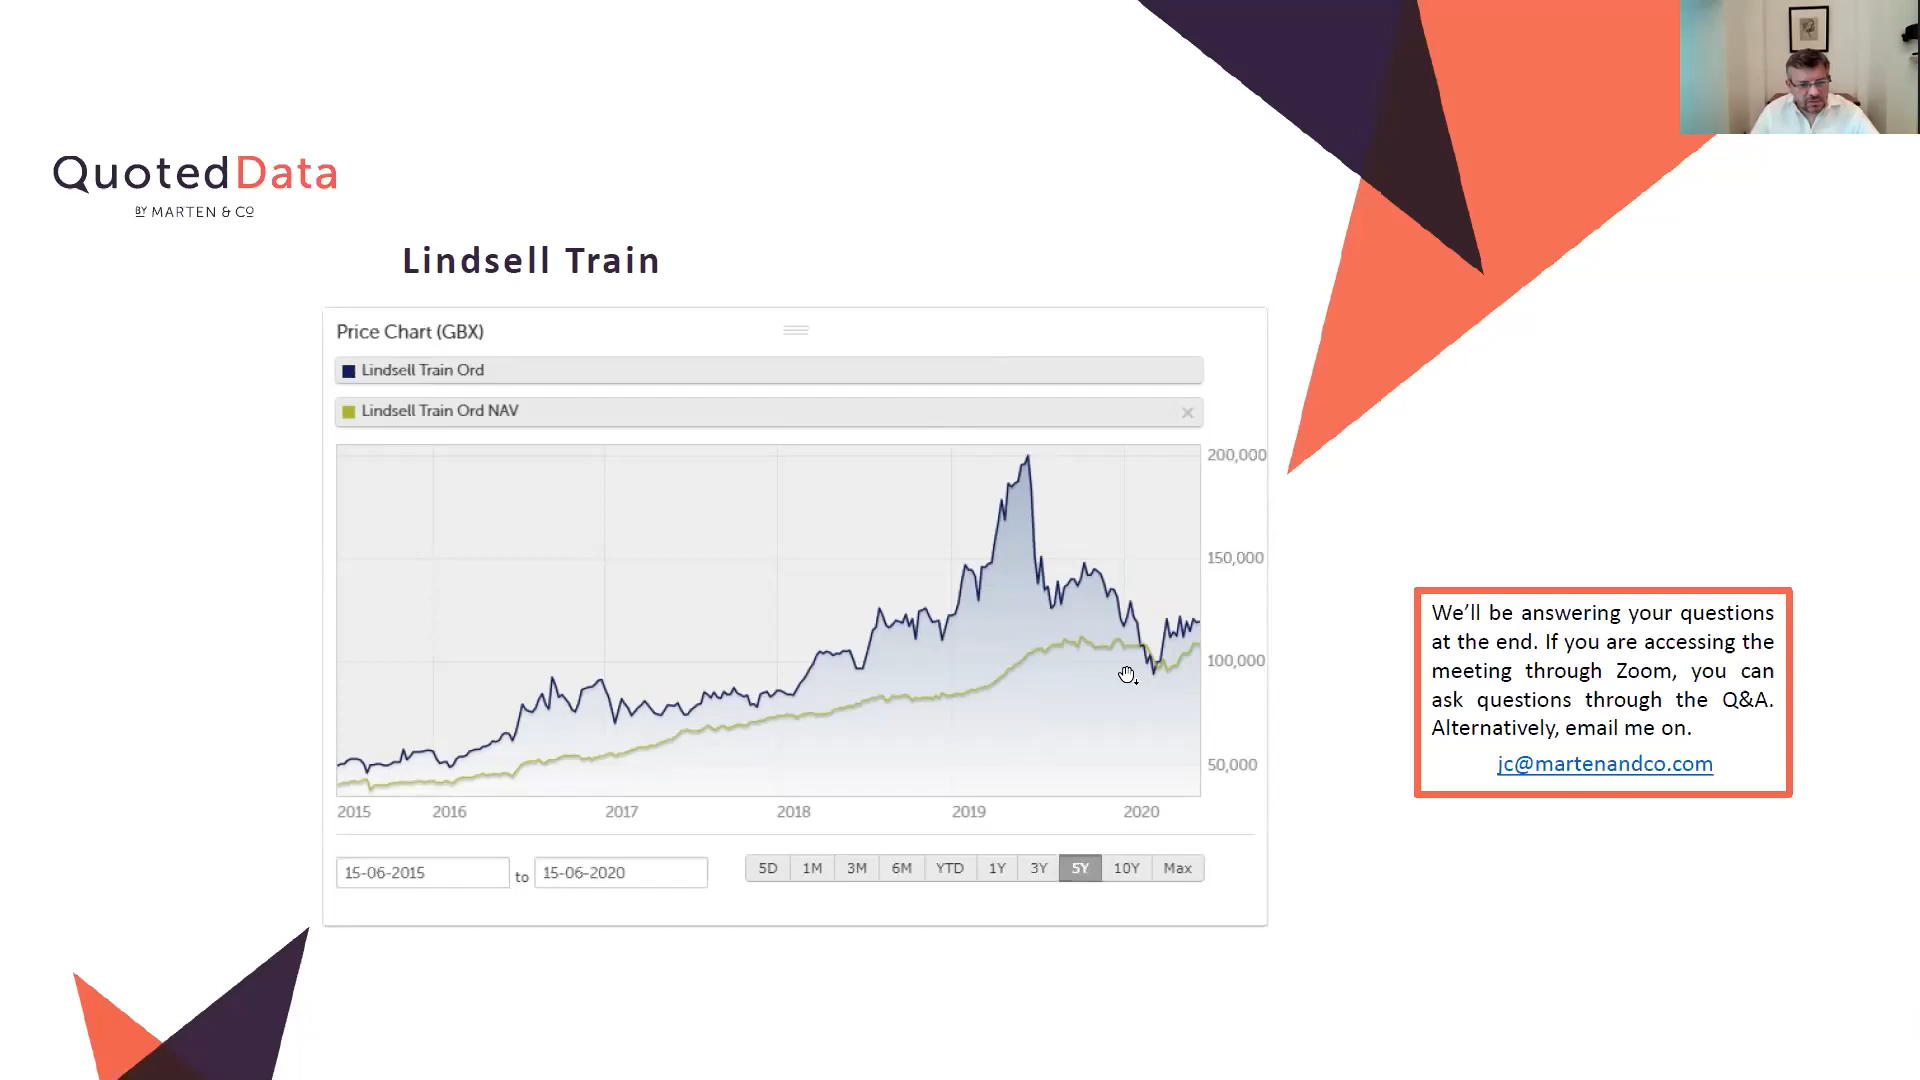 QuotedData
BY MARTEN & CO
Lindsell Train
Price Chart (GBX)
Lindsell Train Ord
Lindsell Train Ord NAV
200,000
150,000
100,000
50,000
2015 2016 2017 2018 2019 2020
15-06-2015 to 15-06-2020
5D 1M 3M 6M YTD 1Y 3Y 5Y 10Y Max
We’ll be answering your questions
at the end. If you are accessing the
meeting through Zoom, you can
ask questions through the Q&A.
Alternatively, email me on.
jc@martenandco.com